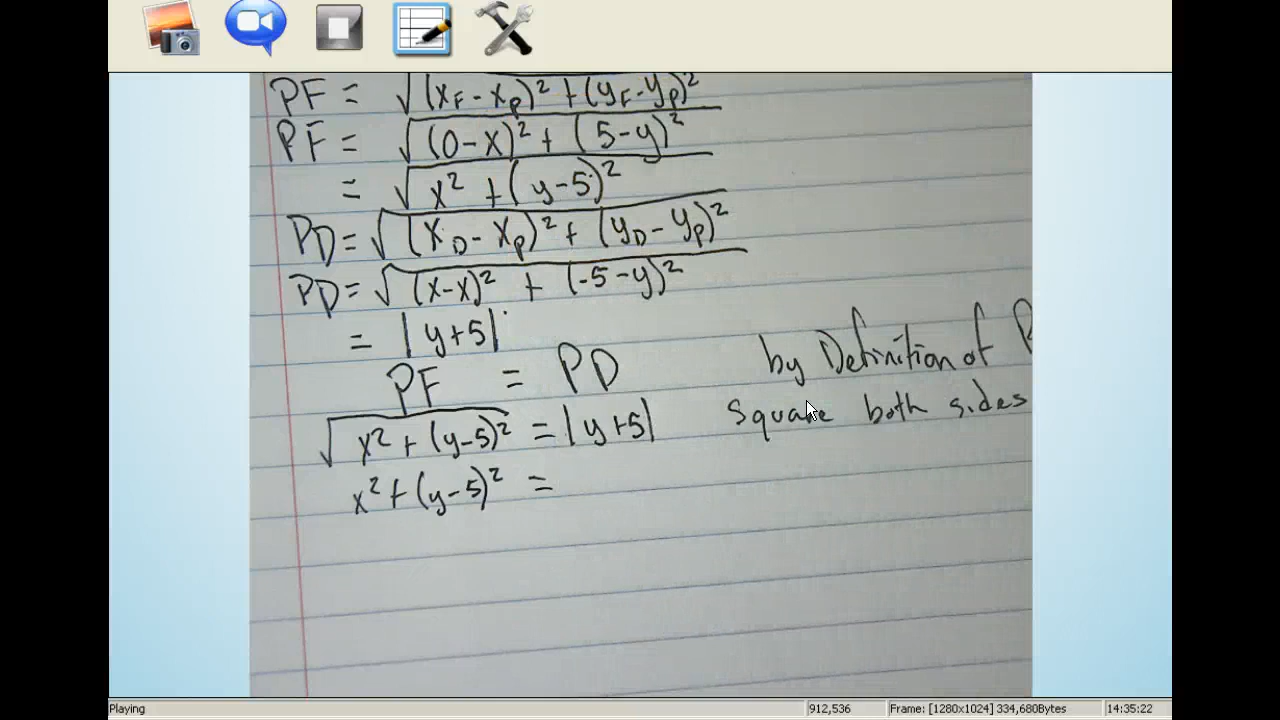 PF = √(x_F - x_P)² + (y_F - y_P)²
PF = √(0-x)² + (5-y)²
= √x² + (y-5)²
PD = √(x_D - x_P)² + (y_D - y_P)²
PD = √(x-x)² + (-5-y)²
= |y+5|
PF = PD by Definition of P
√x² + (y-5)² = |y+5| Square both sides
x² + (y-5)² =
Playing 912,536 Frame: [1280x1024] 334,680Bytes 14:35:22